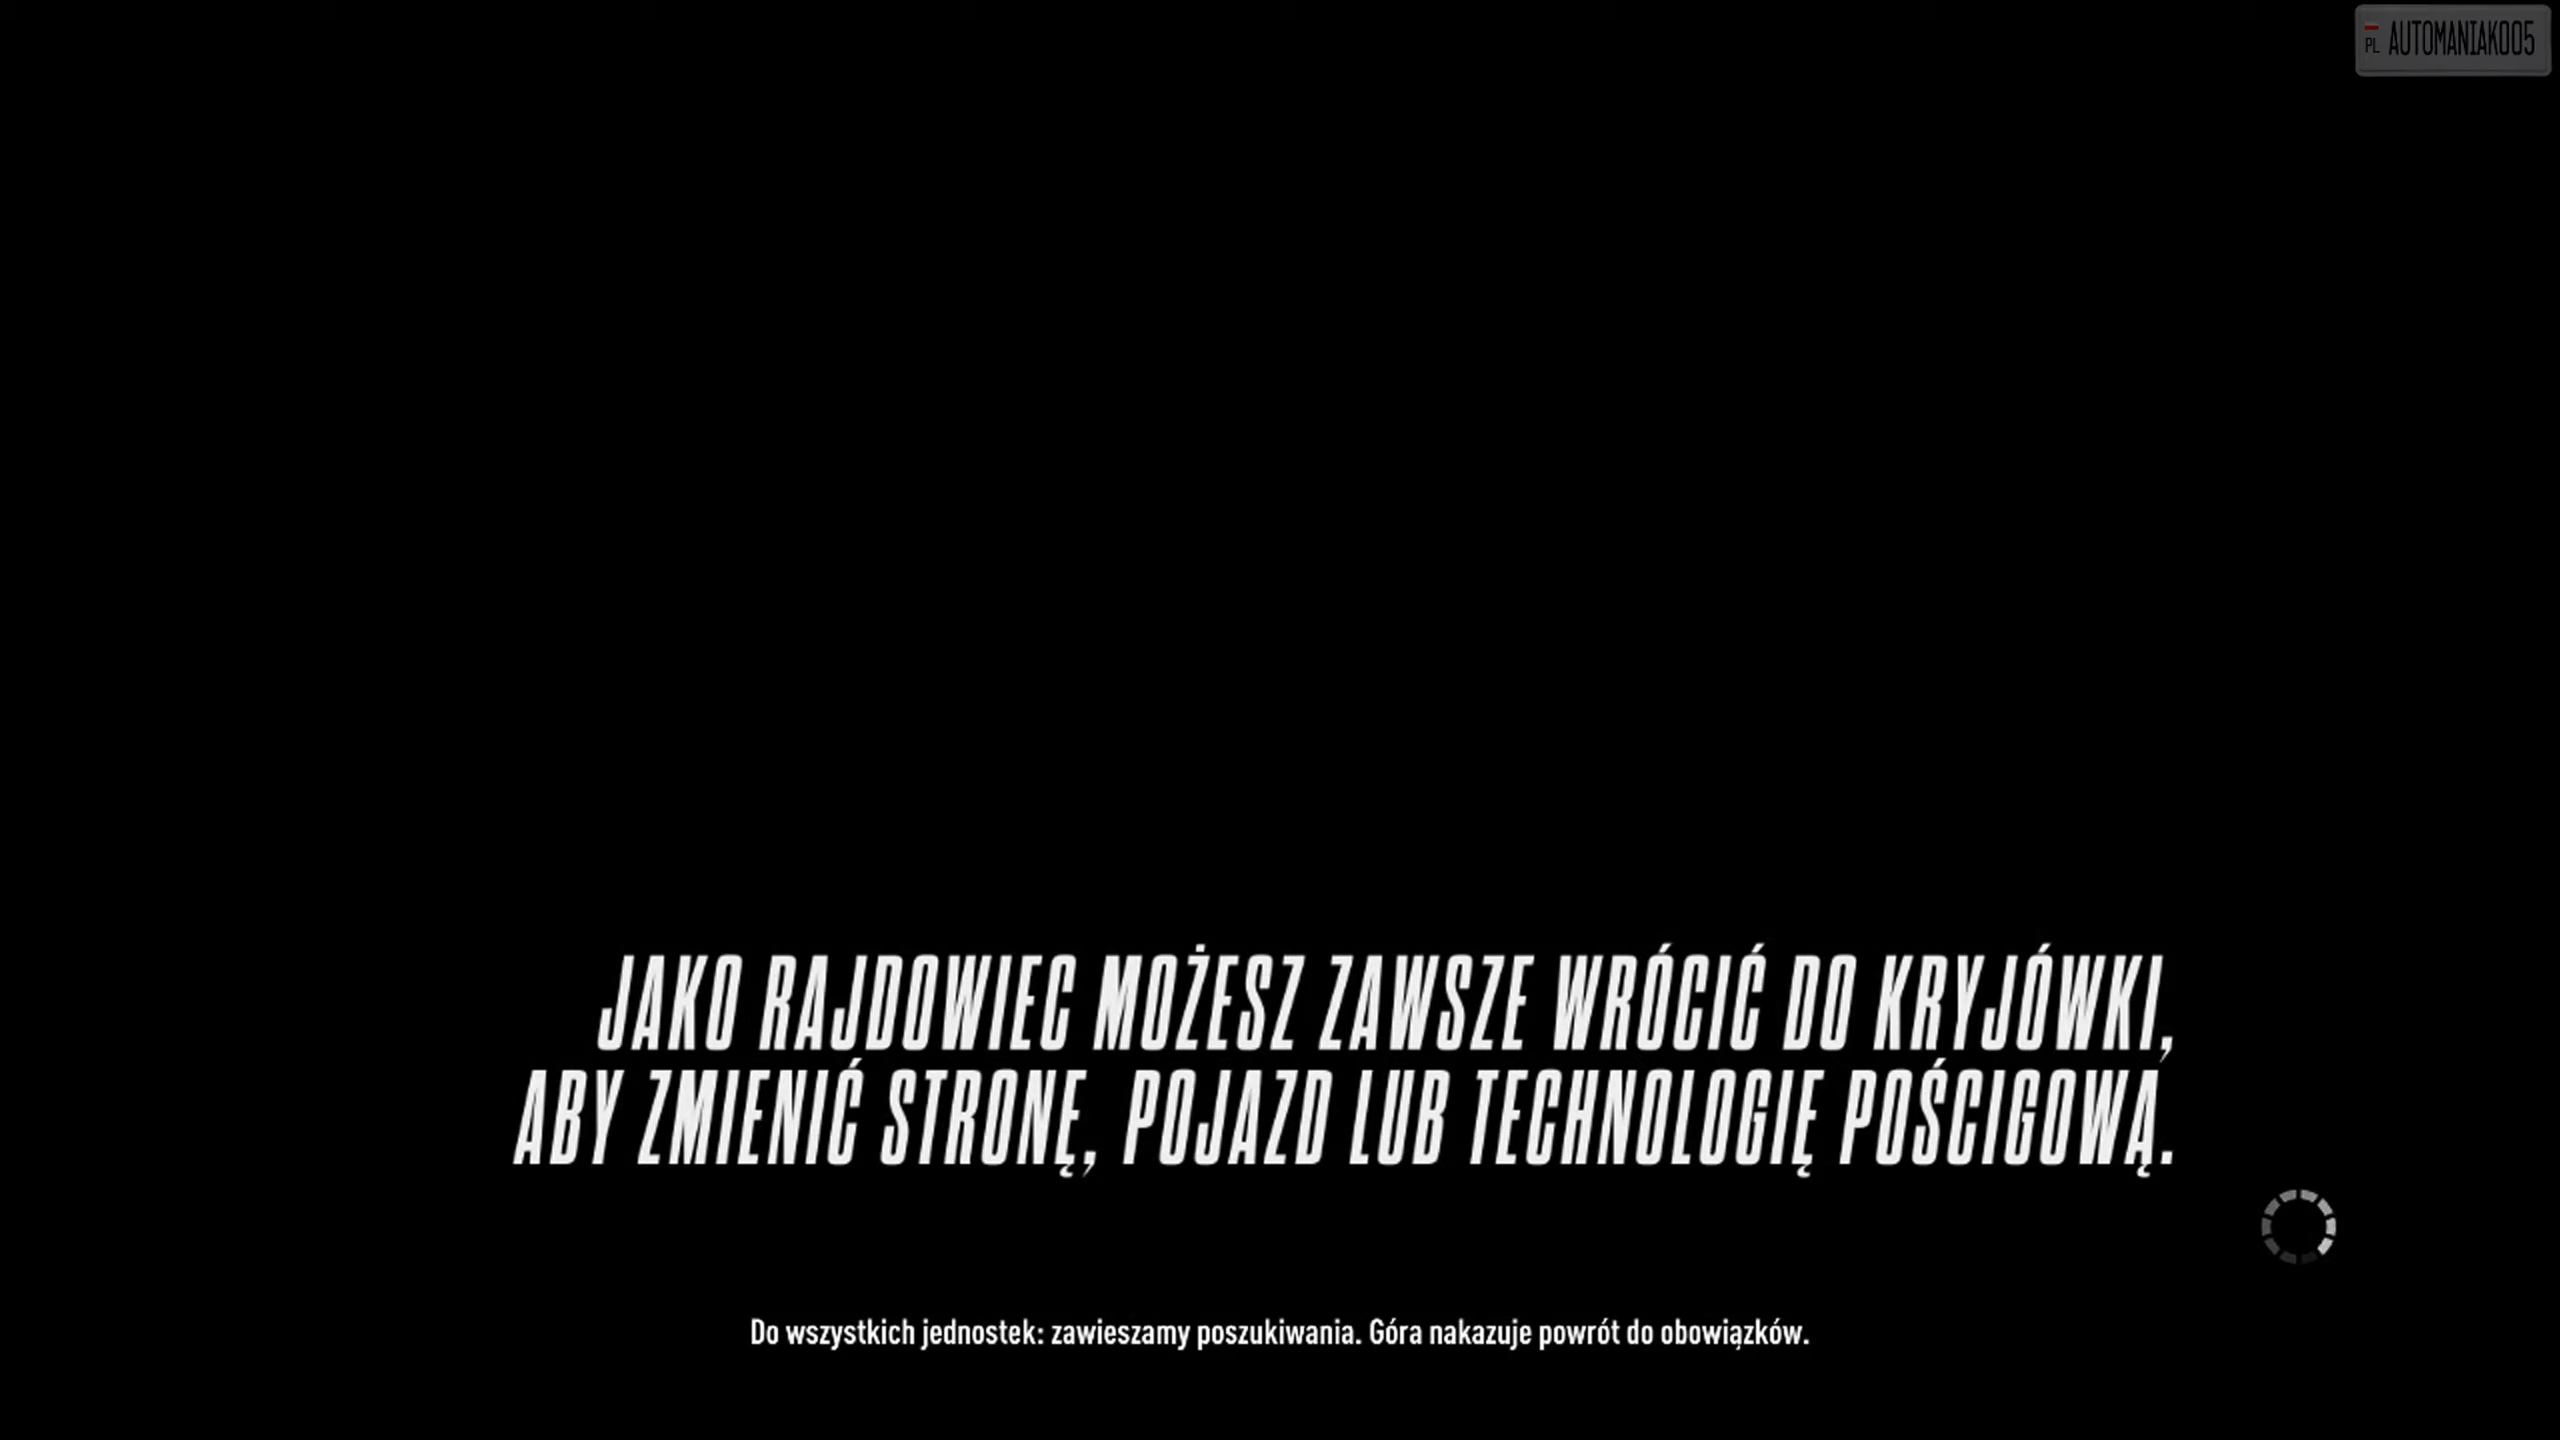 PL AUTOMANIAK005
JAKO RAJDOWIEC MOŻESZ ZAWSZE WRÓCIĆ DO KRYJÓWKI,
ABY ZMIENIĆ STRONĘ, POJAZD LUB TECHNOLOGIĘ POŚCIGOWĄ.
Do wszystkich jednostek: zawieszamy poszukiwania. Góra nakazuje powrót do obowiązków.